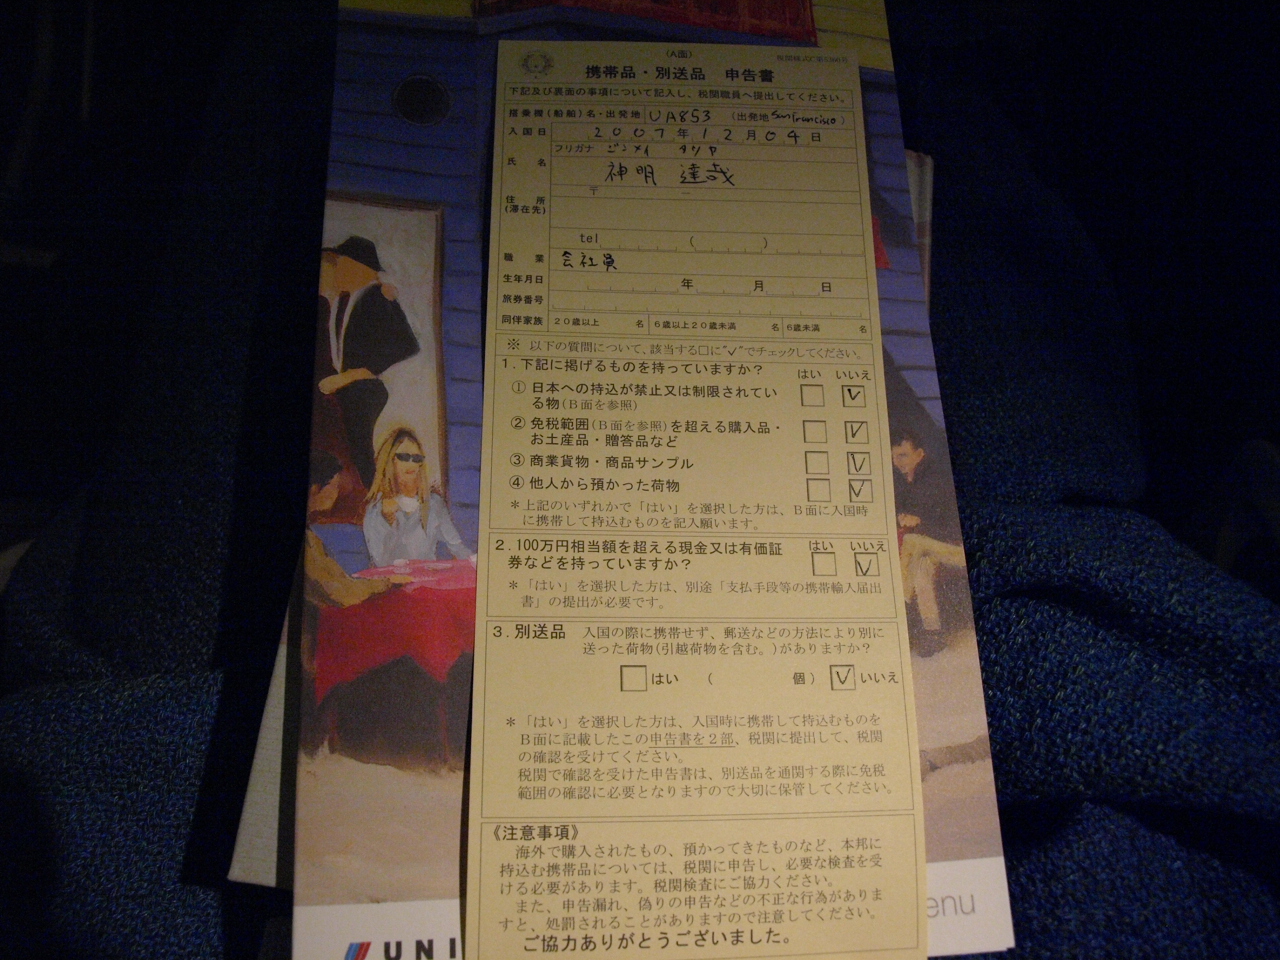 (A面)
携帯品・別送品 申告書
下記及び裏面の事項について記入し、税関職員へ提出してください。
搭乗機(船舶)名・出発地 UA853 (出発地 San Francisco)
入国日 2007年12月04日
フリガナ ジンメイ タツヤ
氏名 神明 達哉
〒 -
住所
(滞在先)
tel ( )
職業 会社員
生年月日 年 月 日
旅券番号
同伴家族 20歳以上 名 6歳以上20歳未満 名 6歳未満 名
※ 以下の質問について、該当する□に"✓"でチェックしてください。
1.下記に掲げるものを持っていますか? はい いいえ
① 日本への持込が禁止又は制限されてい
る物(B面を参照)
② 免税範囲(B面を参照)を超える購入品・
お土産品・贈答品など
③ 商業貨物・商品サンプル
④ 他人から預かった荷物
*上記のいずれかで「はい」を選択した方は、B面に入国時
に携帯して持込むものを記入願います。
2.100万円相当額を超える現金又は有価証 はい いいえ
券などを持っていますか?
*「はい」を選択した方は、別途「支払手段等の携帯輸入届出
書」の提出が必要です。
3.別送品 入国の際に携帯せず、郵送などの方法により別に
送った荷物(引越荷物を含む。)がありますか?
はい ( 個) いいえ
*「はい」を選択した方は、入国時に携帯して持込むものを
B面に記載したこの申告書を2部、税関に提出して、税関
の確認を受けてください。
税関で確認を受けた申告書は、別送品を通関する際に免税
範囲の確認に必要となりますので大切に保管してください。
《注意事項》
海外で購入されたもの、預かってきたものなど、本邦に
持込む携帯品については、税関に申告し、必要な検査を受
ける必要があります。税関検査にご協力ください。
また、申告漏れ、偽りの申告などの不正な行為がありま
すと、処罰されることがありますので注意してください。
ご協力ありがとうございました。
UNI
enu